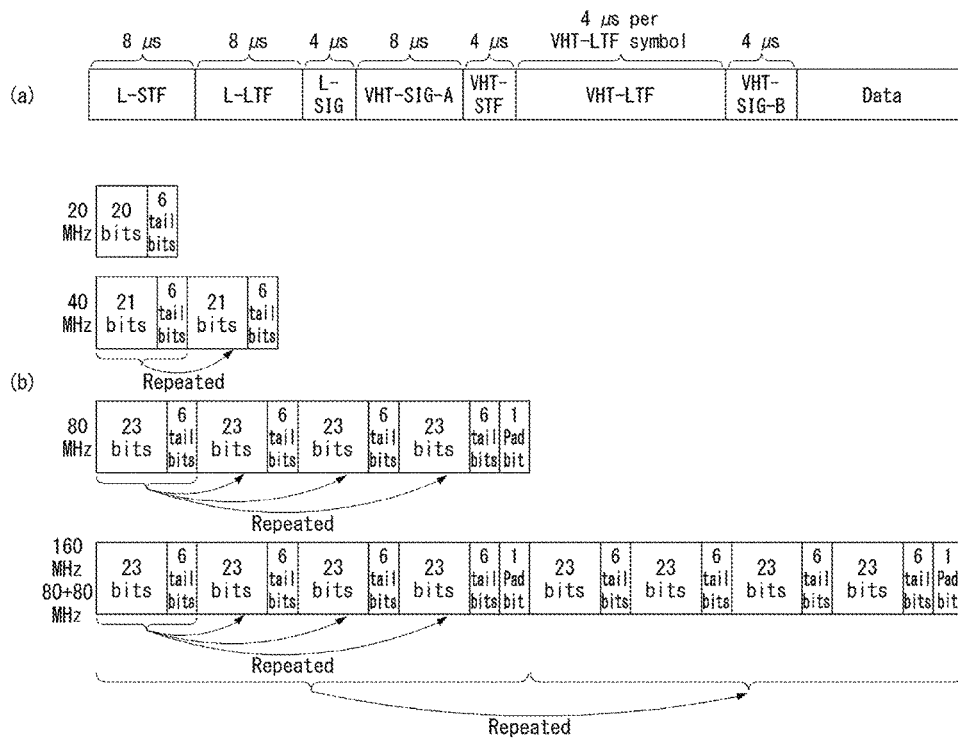 4 μs per
8 μs 8 μs 4 μs 8 μs 4 μs VHT-LTF symbol 4 μs
(a) L-STF L-LTF L-SIG VHT-SIG-A VHT-STF VHT-LTF VHT-SIG-B Data
20 MHz
20 bits 6 tail bits
40 MHz
21 bits 6 tail bits 21 bits 6 tail bits
Repeated
(b)
80 MHz
23 bits 6 tail bits 23 bits 6 tail bits 23 bits 6 tail bits 23 bits 6 tail bits 1 Pad bit
Repeated
160 MHz
80+80 MHz
23 bits 6 tail bits 23 bits 6 tail bits 23 bits 6 tail bits 23 bits 6 tail bits 1 Pad bit 23 bits 6 tail bits 23 bits 6 tail bits 23 bits 6 tail bits 23 bits 6 tail bits 1 Pad bit
Repeated
Repeated